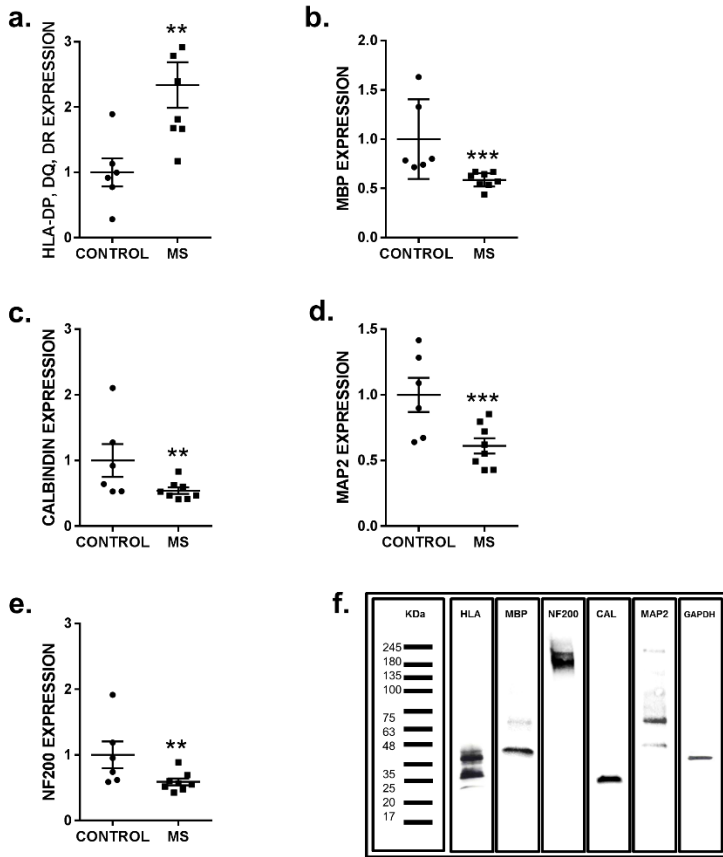 a.
HLA-DP, DQ, DR EXPRESSION
3
2
1
0
**
CONTROL
MS
b.
MBP EXPRESSION
2.0
1.5
1.0
0.5
0.0
***
CONTROL
MS
c.
CALBINDIN EXPRESSION
3
2
1
0
**
CONTROL
MS
d.
MAP2 EXPRESSION
1.5
1.0
0.5
0.0
***
CONTROL
MS
e.
NF200 EXPRESSION
3
2
1
0
**
CONTROL
MS
f.
KDa
HLA
MBP
NF200
CAL
MAP2
GAPDH
245
180
135
100
75
63
48
35
25
20
17